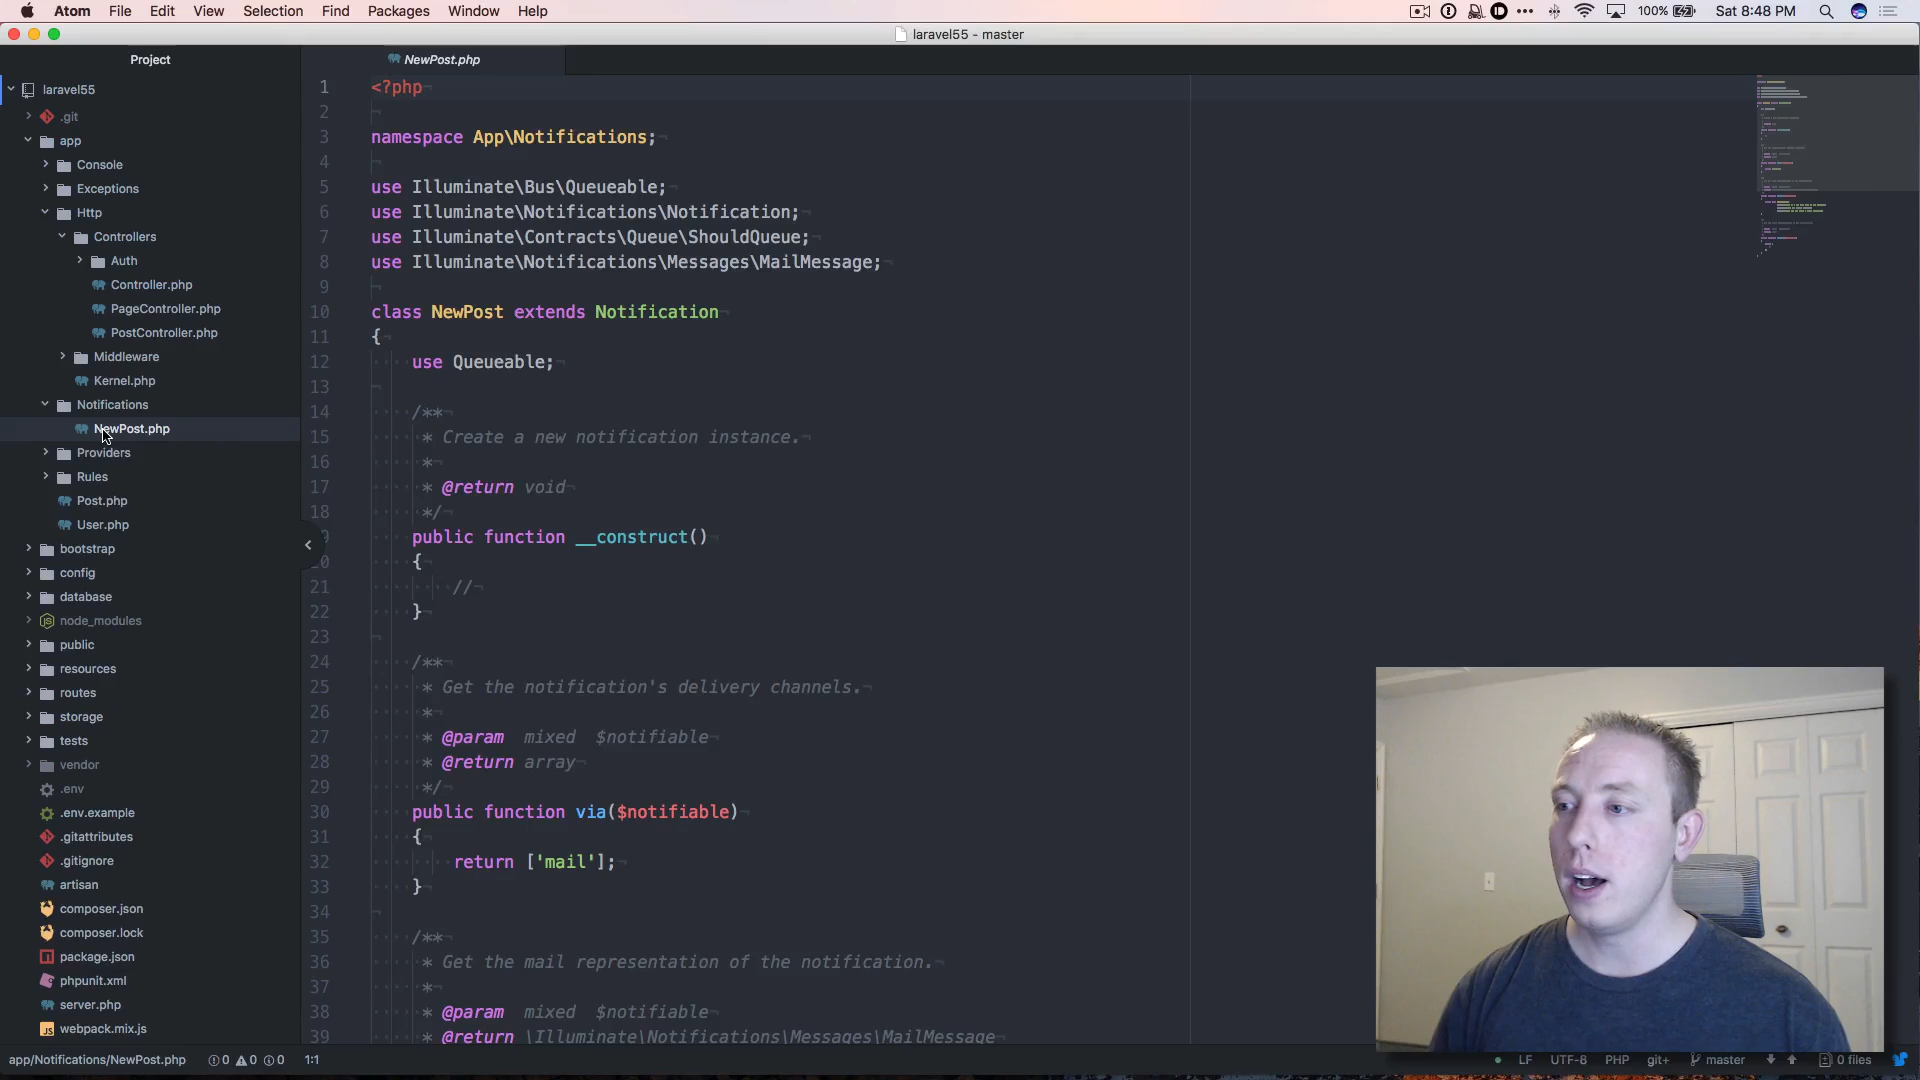 Atom File Edit View Selection Find Packages Window Help
100% Sat 8:48 PM
laravel55 - master
Project
laravel55
.git
app
Console
Exceptions
Http
Controllers
Auth
Controller.php
PageController.php
PostController.php
Middleware
Kernel.php
Notifications
NewPost.php
Providers
Rules
Post.php
User.php
bootstrap
config
database
node_modules
public
resources
routes
storage
tests
vendor
.env
.env.example
.gitattributes
.gitignore
artisan
composer.json
composer.lock
package.json
phpunit.xml
server.php
webpack.mix.js
NewPost.php
1 <?php
2
3 namespace App\Notifications;
4
5 use Illuminate\Bus\Queueable;
6 use Illuminate\Notifications\Notification;
7 use Illuminate\Contracts\Queue\ShouldQueue;
8 use Illuminate\Notifications\Messages\MailMessage;
9
10 class NewPost extends Notification
11 {
12 use Queueable;
13
14 /**
15 * Create a new notification instance.
16 *
17 * @return void
18 */
19 public function __construct()
20 {
21 //
22 }
23
24 /**
25 * Get the notification's delivery channels.
26 *
27 * @param mixed $notifiable
28 * @return array
29 */
30 public function via($notifiable)
31 {
32 return ['mail'];
33 }
34
35 /**
36 * Get the mail representation of the notification.
37 *
38 * @param mixed $notifiable
39 * @return \Illuminate\Notifications\Messages\MailMessage
app/Notifications/NewPost.php 0 0 0 1:1 LF UTF-8 PHP git+ master 0 files